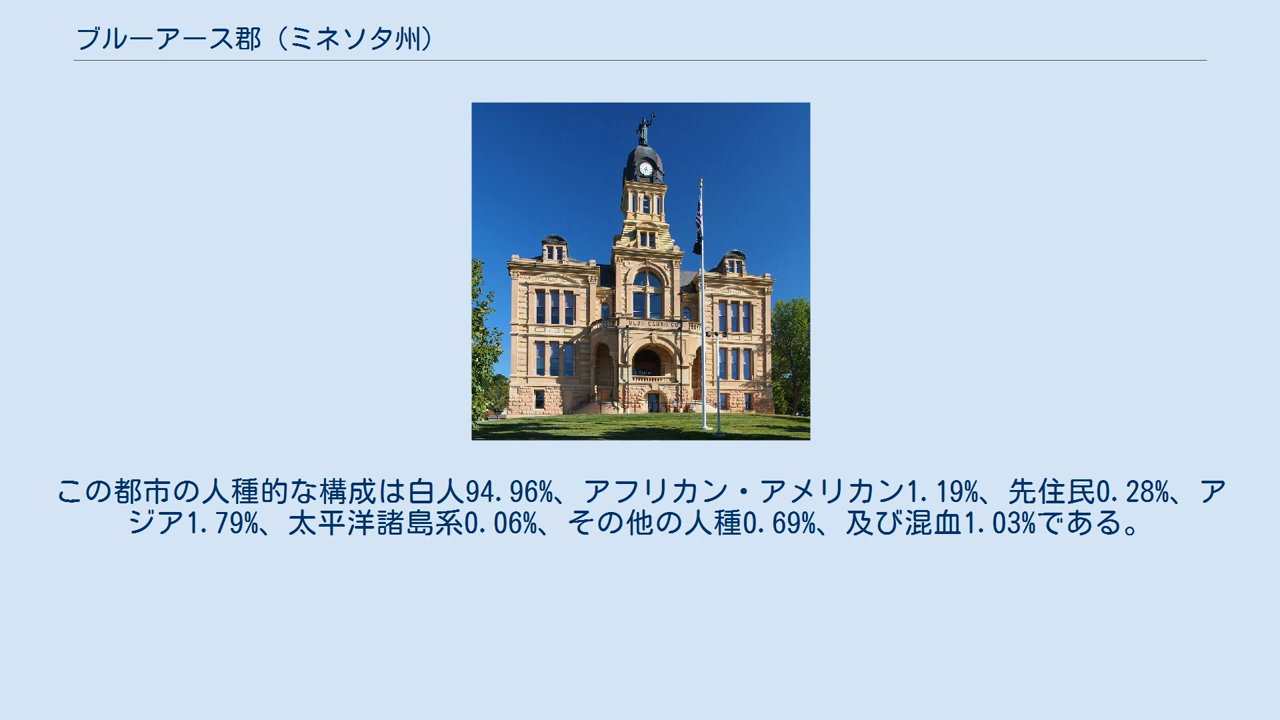 ブルーアース郡（ミネソタ州）
この都市の人種的な構成は白人94.96%、アフリカン・アメリカン1.19%、先住民0.28%、ア
ジア1.79%、太平洋諸島系0.06%、その他の人種0.69%、及び混血1.03%である。